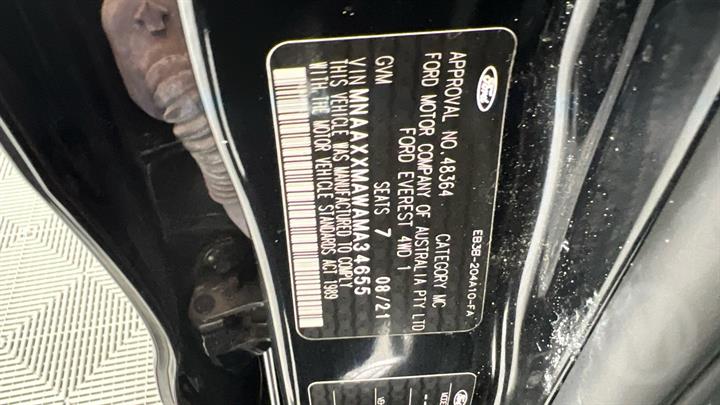 Ford
EB3B-204A10-FA
APPROVAL NO. 48364 CATEGORY MC
FORD MOTOR COMPANY OF AUSTRALIA PTY LTD
FORD EVEREST 4WD 1
GVM SEATS 7 08/21
VIN MNAAXXMAWAMA34655
THIS VEHICLE WAS MANUFACTURED TO COMPLY
WITH THE MOTOR VEHICLE STANDARDS ACT 1989
Ford